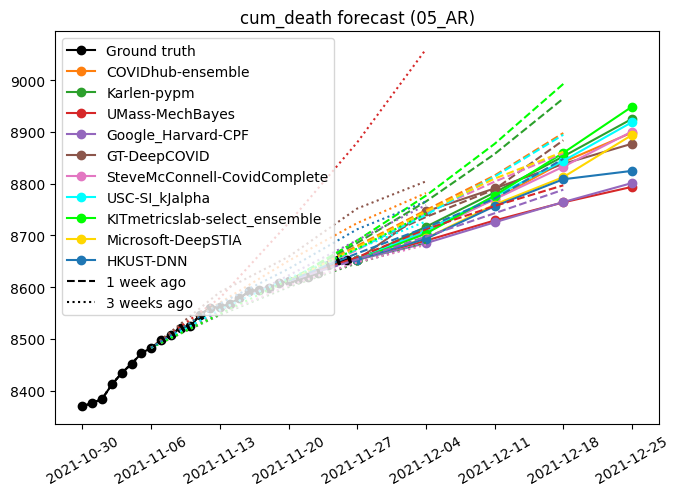 cum_death forecast (05_AR)
9000
8900
8800
8700
8600
8500
8400
Ground truth
COVIDhub-ensemble
Karlen-pypm
UMass-MechBayes
Google_Harvard-CPF
GT-DeepCOVID
SteveMcConnell-CovidComplete
USC-SI_kJalpha
KITmetricslab-select_ensemble
Microsoft-DeepSTIA
HKUST-DNN
1 week ago
3 weeks ago
2021-10-30
2021-11-06
2021-11-13
2021-11-20
2021-11-27
2021-12-04
2021-12-11
2021-12-18
2021-12-25